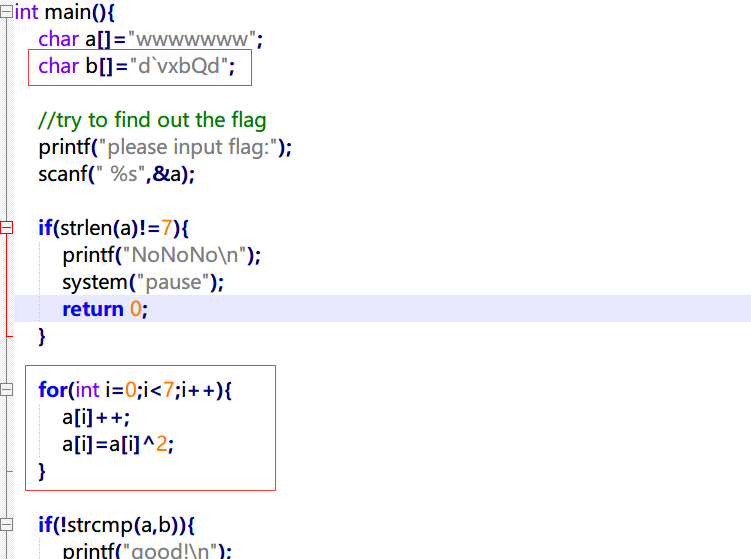 int main(){
char a[]="wwwwwww";
char b[]="d`vxbQd";
//try to find out the flag
printf("please input flag:");
scanf(" %s",&a);
if(strlen(a)!=7){
printf("NoNoNo\n");
system("pause");
return 0;
}
for(int i=0;i<7;i++){
a[i]++;
a[i]=a[i]^2;
}
if(!strcmp(a,b)){
printf("good!\n");